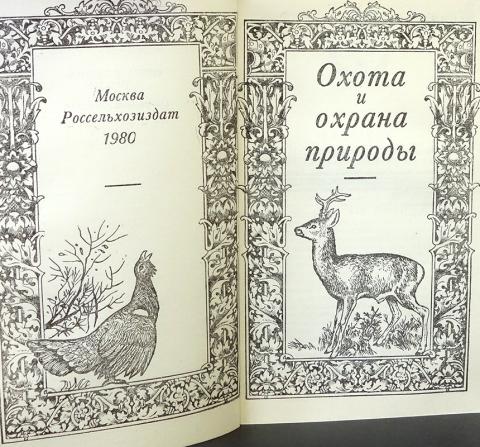 Москва
Россельхозиздат
1980
Охота
и
охрана
природы